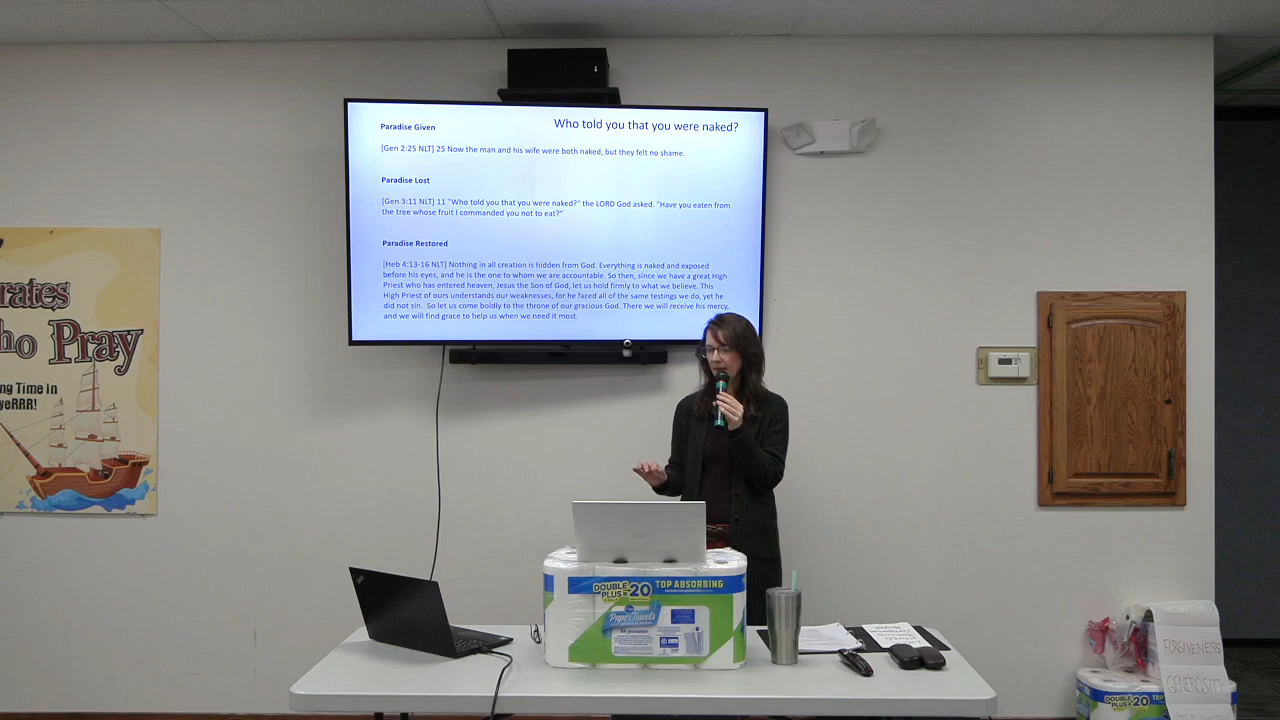 Who told you that you were naked?
Paradise Given
[Gen 2:25 NLT] 25 Now the man and his wife were both naked, but they felt no shame.
Paradise Lost
[Gen 3:11 NLT] 11 "Who told you that you were naked?" the LORD God asked. "Have you eaten from
the tree whose fruit I commanded you not to eat?"
Paradise Restored
[Heb 4:13-16 NLT] Nothing in all creation is hidden from God. Everything is naked and exposed
before his eyes, and he is the one to whom we are accountable. So then, since we have a great High
Priest who has entered heaven, Jesus the Son of God, let us hold firmly to what we believe. This
High Priest of ours understands our weaknesses, for he faced all of the same testings we do, yet he
did not sin. So let us come boldly to the throne of our gracious God. There we will receive his mercy,
and we will find grace to help us when we need it most.
rates
ho Pray
ng Time In
yeRRR!
DOUBLE
PLUS
20
TOP ABSORBING
Paper Towels
FORGIVENESS
GENEROSITY
DOUBLE
PLUS
20
TOP